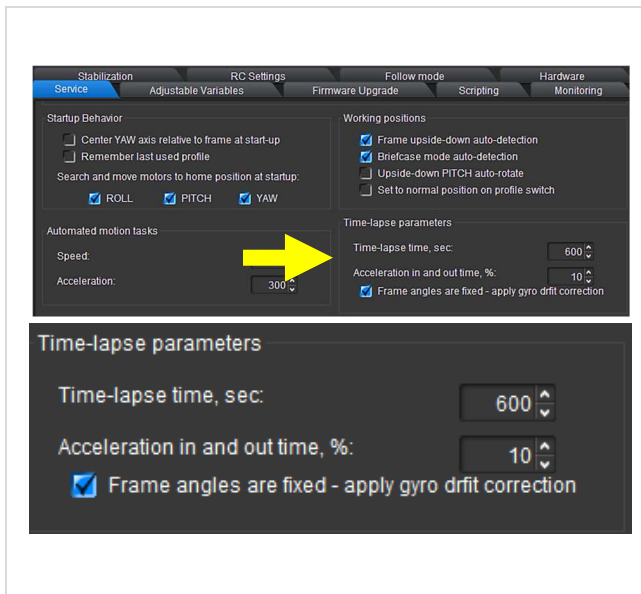 Stabilization RC Settings Follow mode Hardware
Service Adjustable Variables Firmware Upgrade Scripting Monitoring
Startup Behavior
Center YAW axis relative to frame at start-up
Remember last used profile
Search and move motors to home position at startup:
ROLL PITCH YAW
Automated motion tasks
Speed:
Acceleration: 300
Working positions
Frame upside-down auto-detection
Briefcase mode auto-detection
Upside-down PITCH auto-rotate
Set to normal position on profile switch
Time-lapse parameters
Time-lapse time, sec: 600
Acceleration in and out time, %: 10
Frame angles are fixed - apply gyro drfit correction
Time-lapse parameters
Time-lapse time, sec: 600
Acceleration in and out time, %: 10
Frame angles are fixed - apply gyro drfit correction